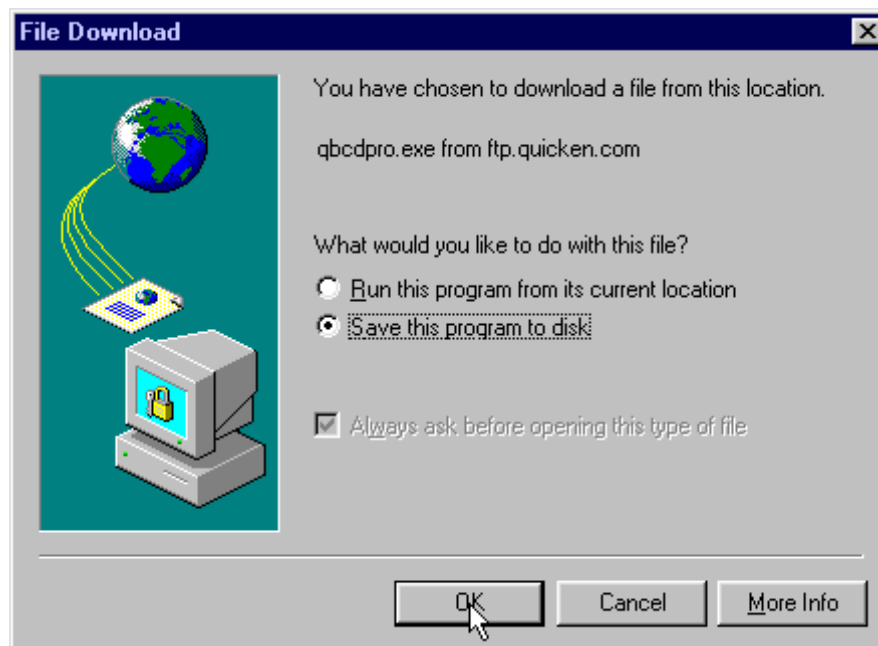 File Download
You have chosen to download a file from this location.
qbcdpro.exe from ftp.quicken.com
What would you like to do with this file?
Run this program from its current location
Save this program to disk
Always ask before opening this type of file
OK Cancel More Info